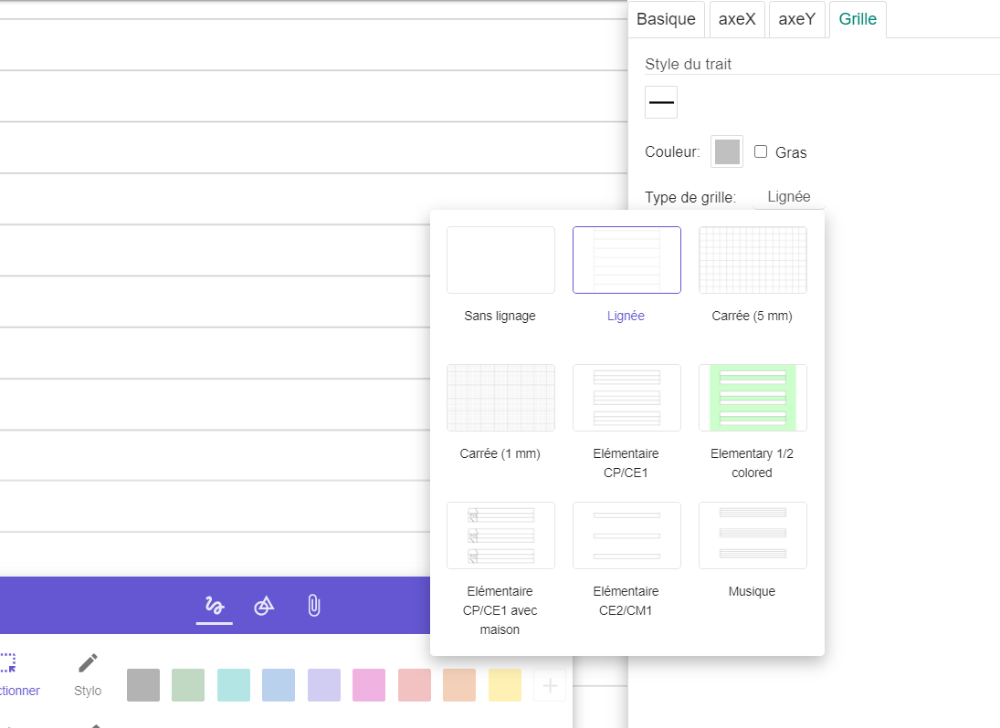 Basique axeX axeY Grille
Style du trait
Couleur: Gras
Type de grille: Lignée
Sans lignage Lignée Carrée (5 mm)
Carrée (1 mm) Elémentaire Elementary 1/2
CP/CE1 colored
Elémentaire Elémentaire Musique
CP/CE1 avec CE2/CM1
maison
ctionner Stylo